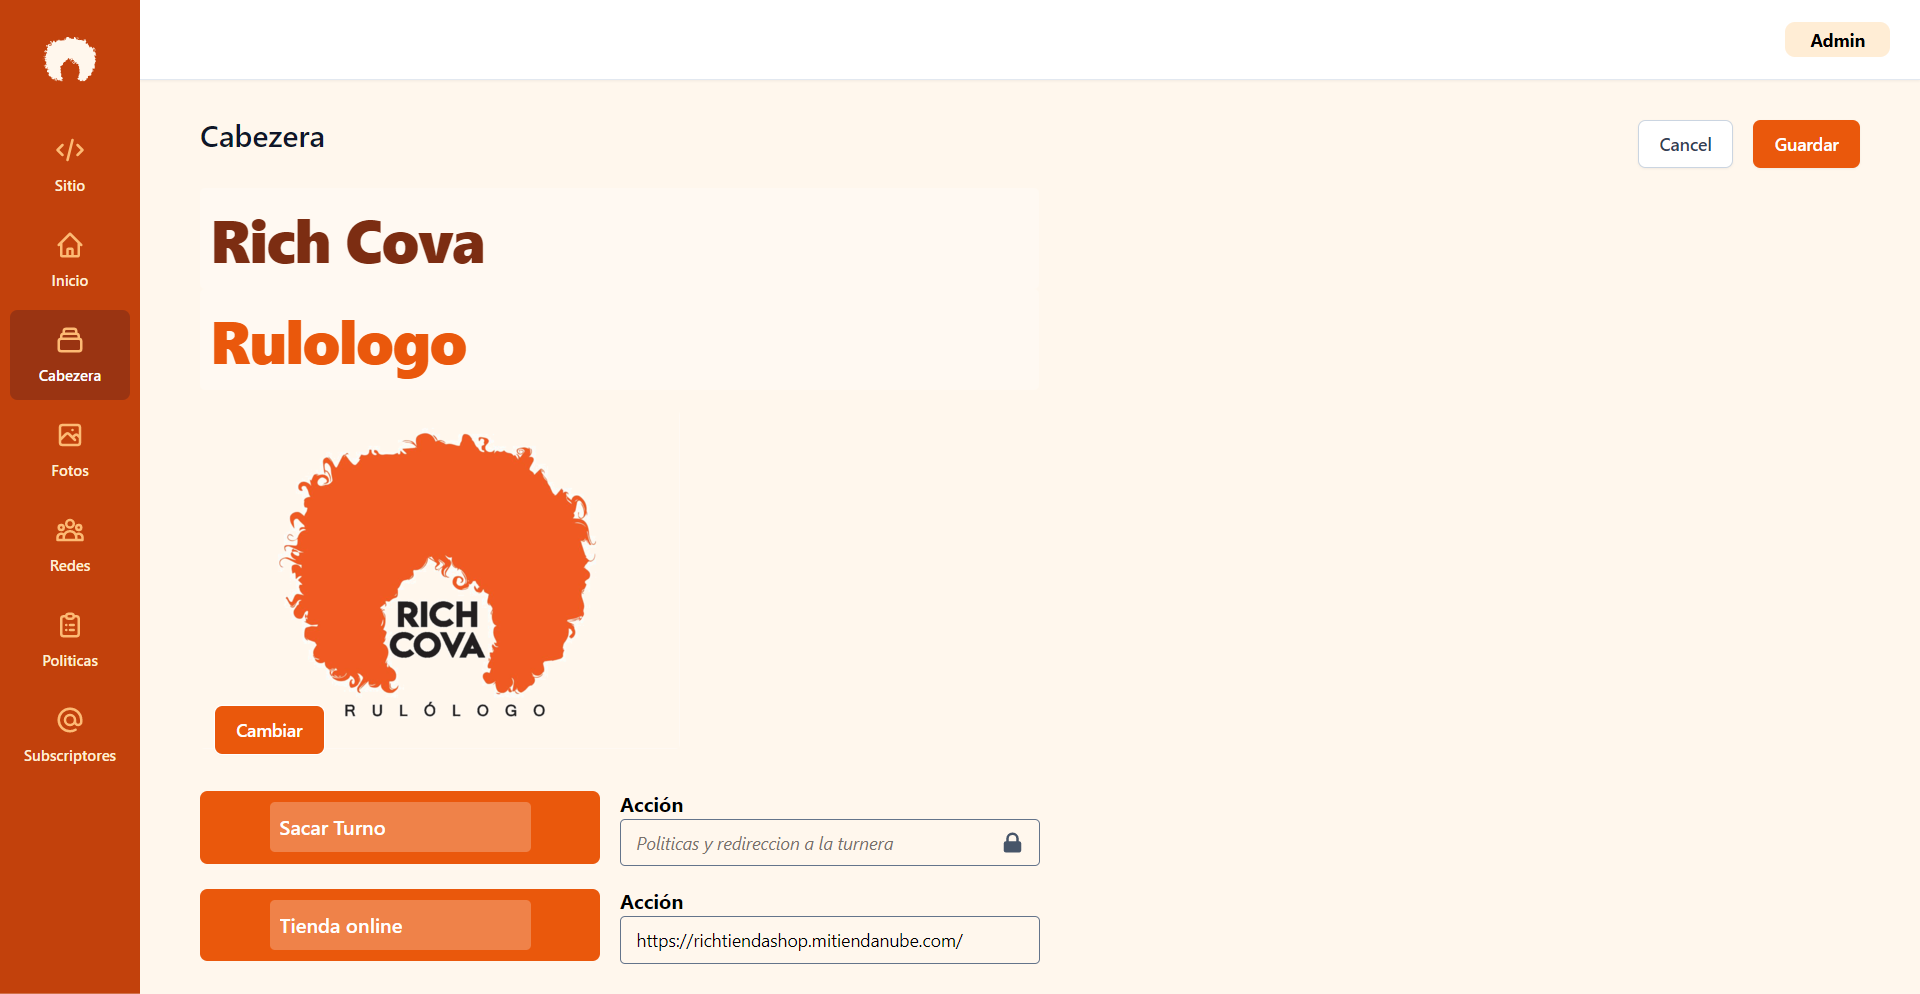 Admin
Sitio
Inicio
Cabezera
Fotos
Redes
Politicas
Subscriptores
Cabezera
Cancel
Guardar
Rich Cova
Rulologo
RICH
COVA
RULÓLOGO
Cambiar
Sacar Turno
Acción
Politicas y redireccion a la turnera
Tienda online
Acción
https://richtiendashop.mitiendanube.com/